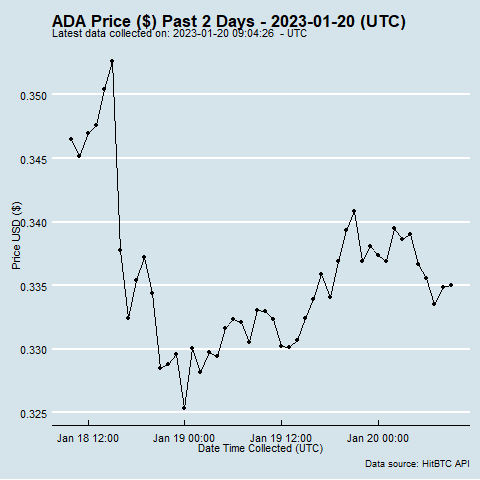 ADA Price ($) Past 2 Days - 2023-01-20 (UTC)
Latest data collected on: 2023-01-20 09:04:26 - UTC
Price USD ($)
0.350
0.345
0.340
0.335
0.330
0.325
Jan 18 12:00 Jan 19 00:00 Jan 19 12:00 Jan 20 00:00
Date Time Collected (UTC)
Data source: HitBTC API